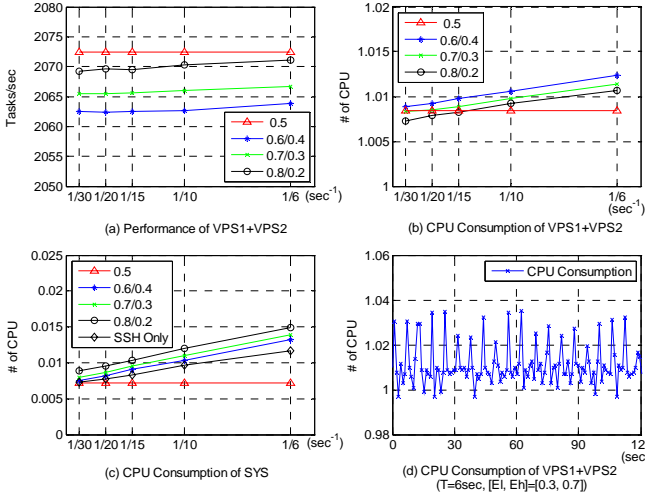 2075
2070
2065
2060
2055
2050
Tasks/sec
0.5
0.6/0.4
0.7/0.3
0.8/0.2
1/30 1/20 1/15 1/10 1/6 (sec⁻¹)
(a) Performance of VPS1+VPS2
1.02
1.015
1.01
1.005
1
# of CPU
0.5
0.6/0.4
0.7/0.3
0.8/0.2
1/30 1/20 1/15 1/10 1/6 (sec⁻¹)
(b) CPU Consumption of VPS1+VPS2
0.025
0.02
0.015
0.01
0.005
0
# of CPU
0.5
0.6/0.4
0.7/0.3
0.8/0.2
SSH Only
1/30 1/20 1/15 1/10 1/6 (sec⁻¹)
(c) CPU Consumption of SYS
1.06
1.04
1.02
1
0.98
# of CPU
CPU Consumption
0 30 60 90 120
(sec)
(d) CPU Consumption of VPS1+VPS2
(T=6sec, [El, Eh]=[0.3, 0.7])